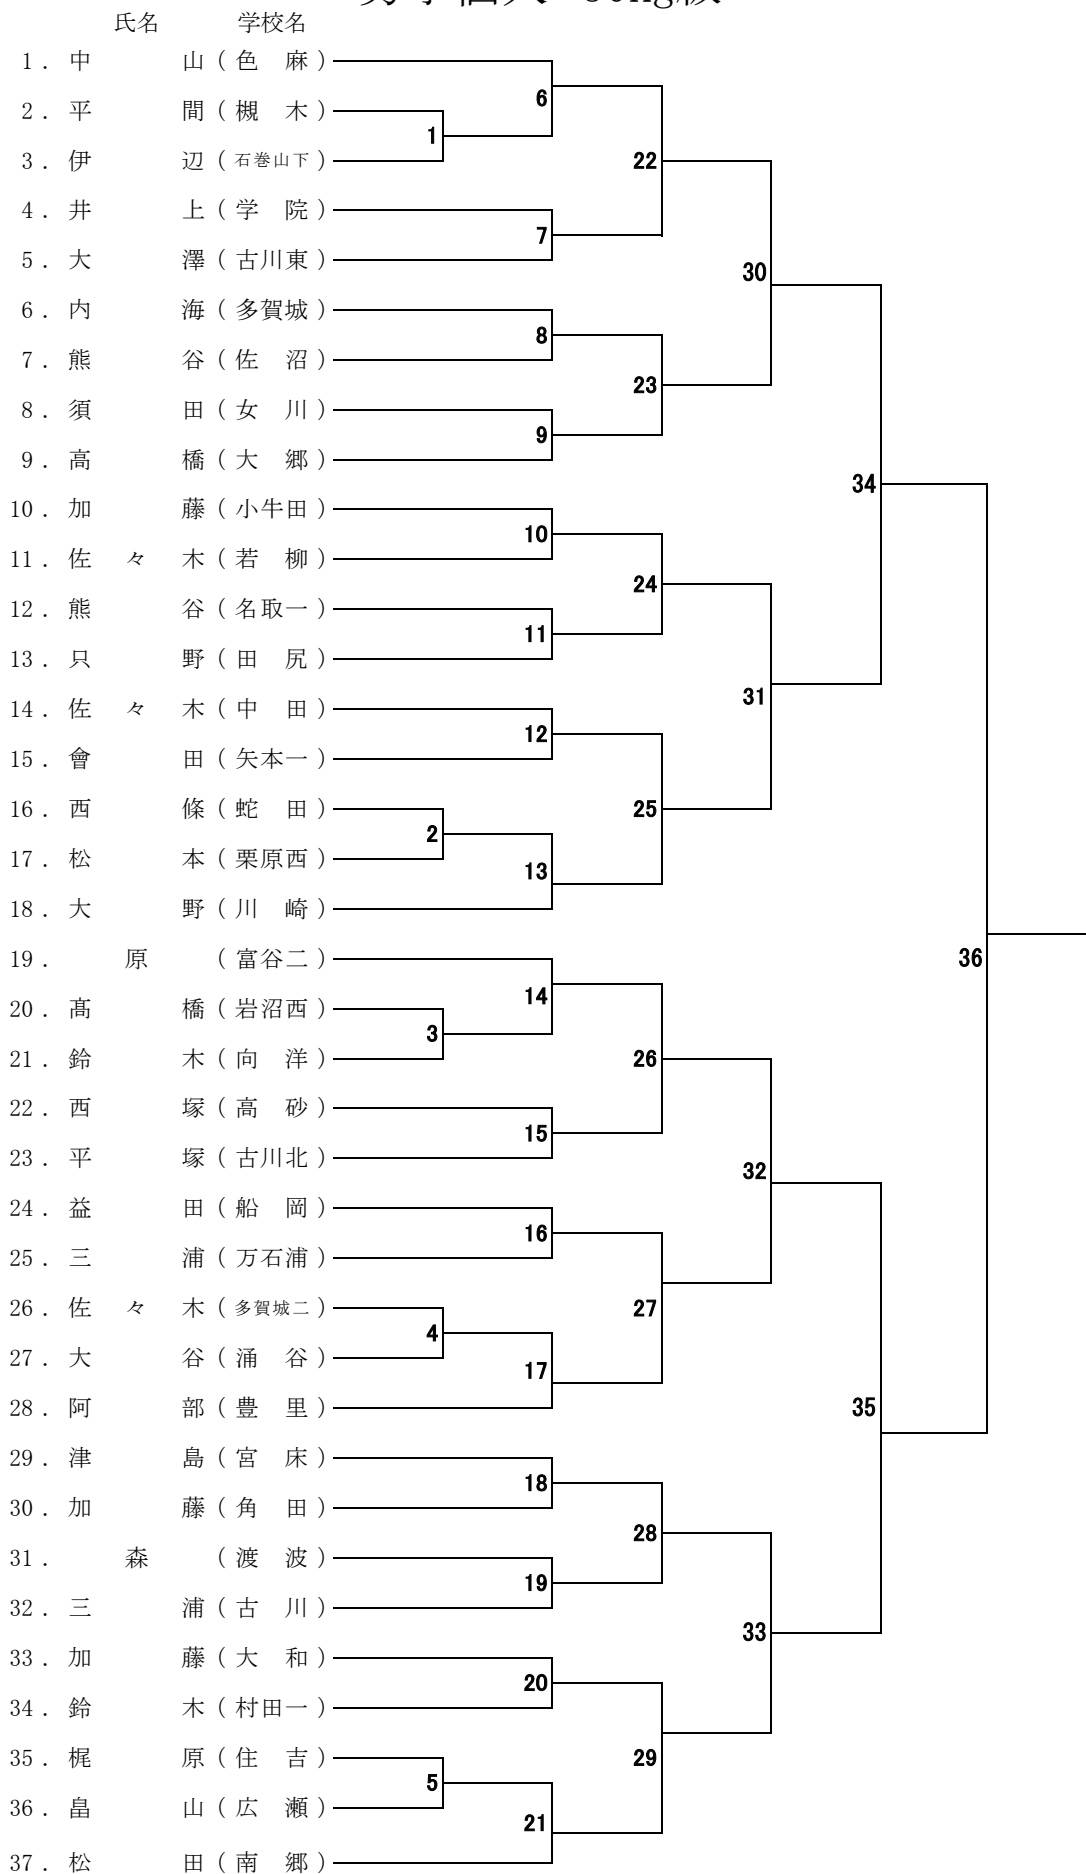 氏名 学校名
1. 中 山 (色 麻)
2. 平 間 (槻 木)
3. 伊 辺 (石巻山下)
4. 井 上 (学 院)
5. 大 澤 (古川東)
6. 内 海 (多賀城)
7. 熊 谷 (佐 沼)
8. 須 田 (女 川)
9. 高 橋 (大 郷)
10. 加 藤 (小牛田)
11. 佐 々 木 (若 柳)
12. 熊 谷 (名取一)
13. 只 野 (田 尻)
14. 佐 々 木 (中 田)
15. 會 田 (矢本一)
16. 西 條 (蛇 田)
17. 松 本 (栗原西)
18. 大 野 (川 崎)
19. 原 (富谷二)
20. 髙 橋 (岩沼西)
21. 鈴 木 (向 洋)
22. 西 塚 (高 砂)
23. 平 塚 (古川北)
24. 益 田 (船 岡)
25. 三 浦 (万石浦)
26. 佐 々 木 (多賀城二)
27. 大 谷 (涌 谷)
28. 阿 部 (豊 里)
29. 津 島 (宮 床)
30. 加 藤 (角 田)
31. 森 (渡 波)
32. 三 浦 (古 川)
33. 加 藤 (大 和)
34. 鈴 木 (村田一)
35. 梶 原 (住 吉)
36. 畠 山 (広 瀬)
37. 松 田 (南 郷)
1
2
3
4
5
6
7
8
9
10
11
12
13
14
15
16
17
18
19
20
21
22
23
24
25
26
27
28
29
30
31
32
33
34
35
36